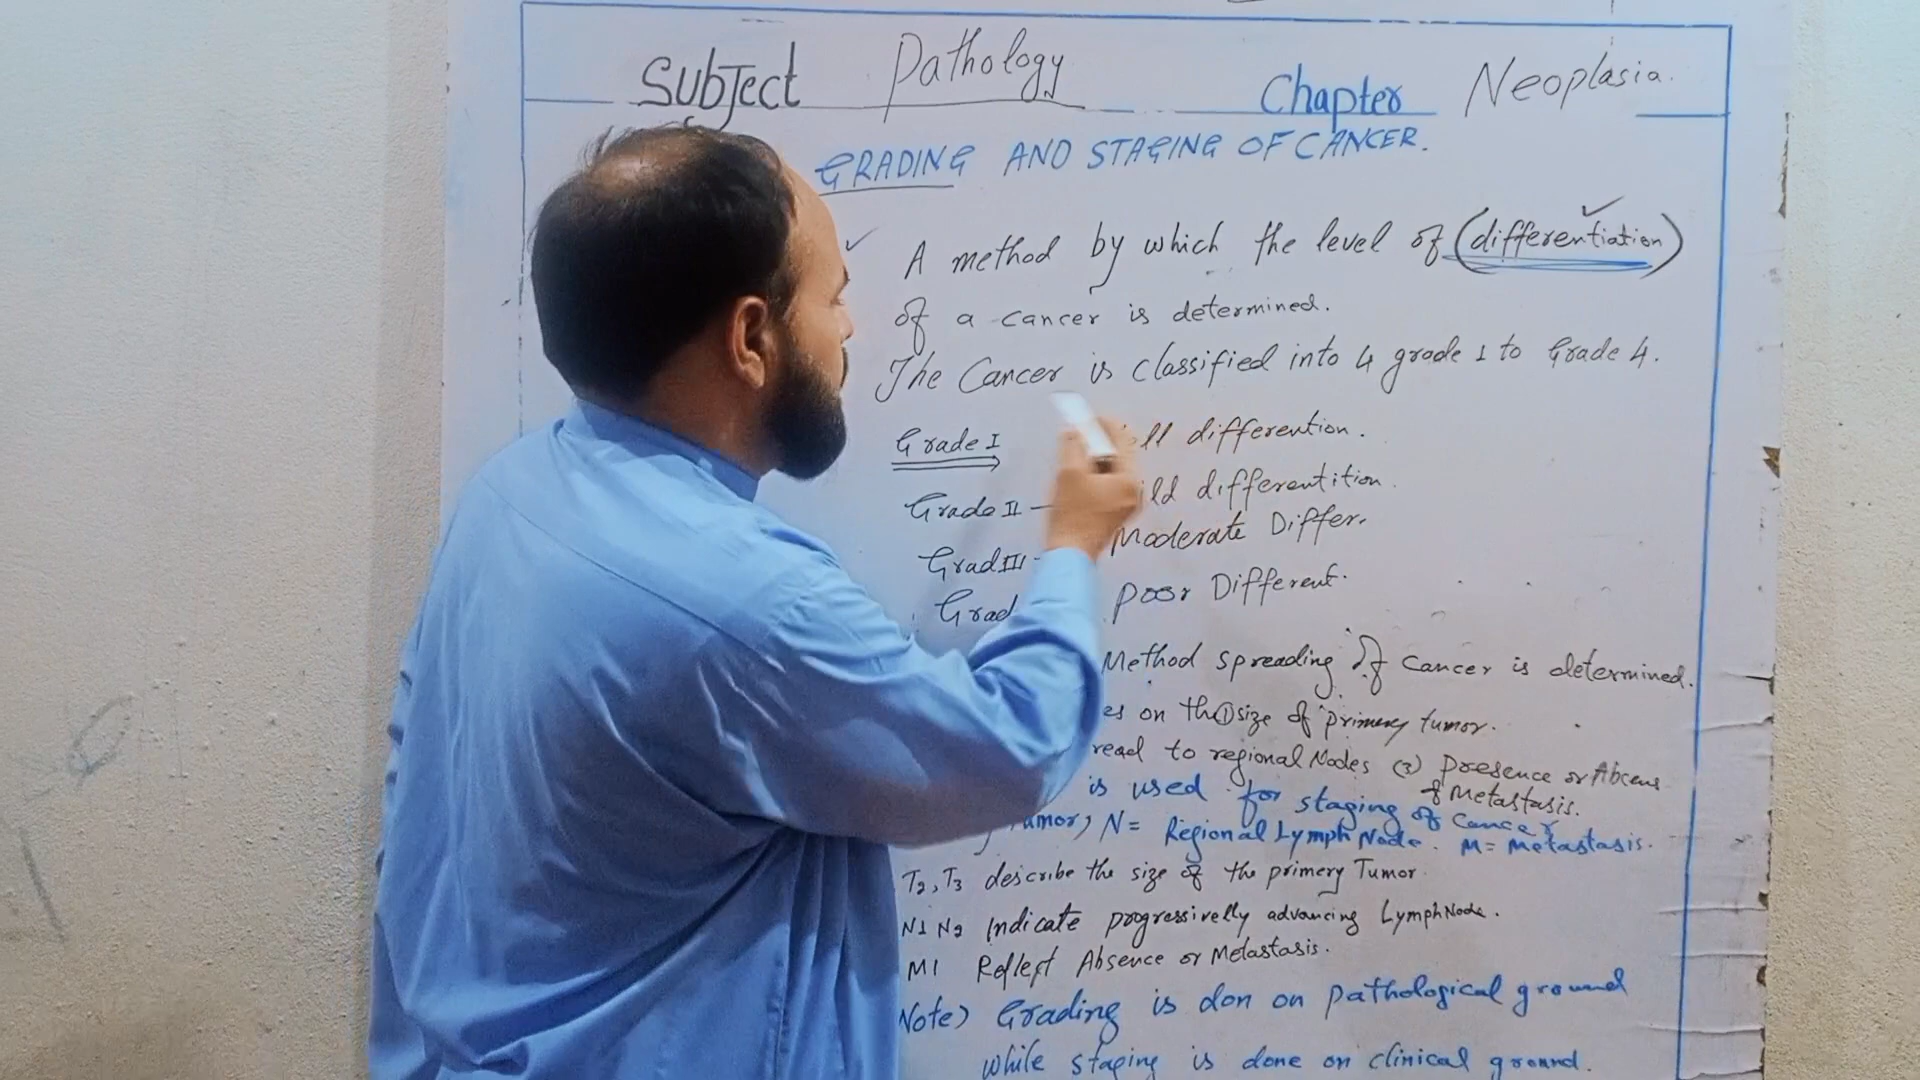 Subject Pathology Chapter Neoplasia.
GRADING AND STAGING OF CANCER.
A method by which the level of (differentiation)
of a cancer is determined.
The Cancer is classified into 4 grade 1 to Grade 4.
Grade I ll differention.
Grade II ild differentition.
Grad III Moderate Differ.
Grad Poor Different.
Method spreading of cancer is determined.
es on the ① size of primery tumor.
read to regional Nodes (3) Presence or Abcens
of Metastasis.
is used for staging of Cancer
umor, N = Regional Lymph Node. M = Metastasis.
T2, T3 describe the size of the primery Tumor
N1 N2 Indicate progressivelly advancing Lymph Node.
M1 Reflept Absence or Metastasis.
Note) Grading is don on pathological ground
while staging is done on clinical ground.